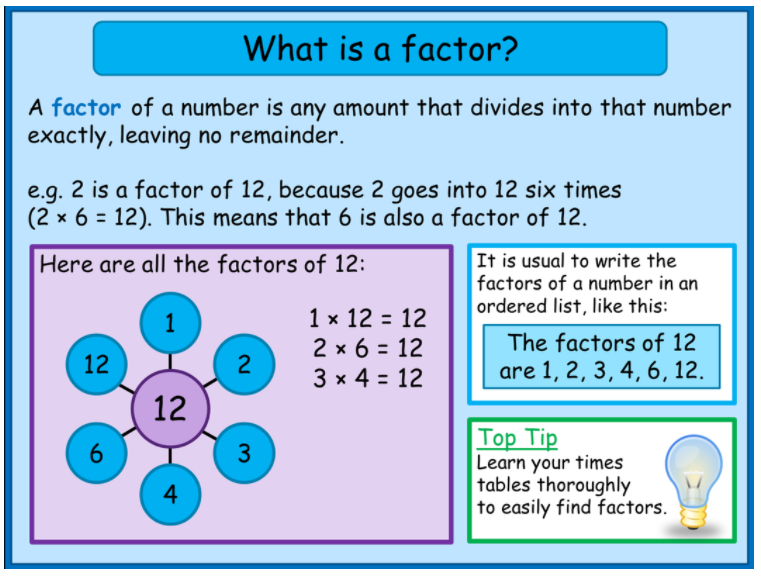 What is a factor?
A factor of a number is any amount that divides into that number
exactly, leaving no remainder.
e.g. 2 is a factor of 12, because 2 goes into 12 six times
(2 × 6 = 12). This means that 6 is also a factor of 12.
Here are all the factors of 12:
1
12
2
12
6
3
4
1 × 12 = 12
2 × 6 = 12
3 × 4 = 12
It is usual to write the
factors of a number in an
ordered list, like this:
The factors of 12
are 1, 2, 3, 4, 6, 12.
Top Tip
Learn your times
tables thoroughly
to easily find factors.